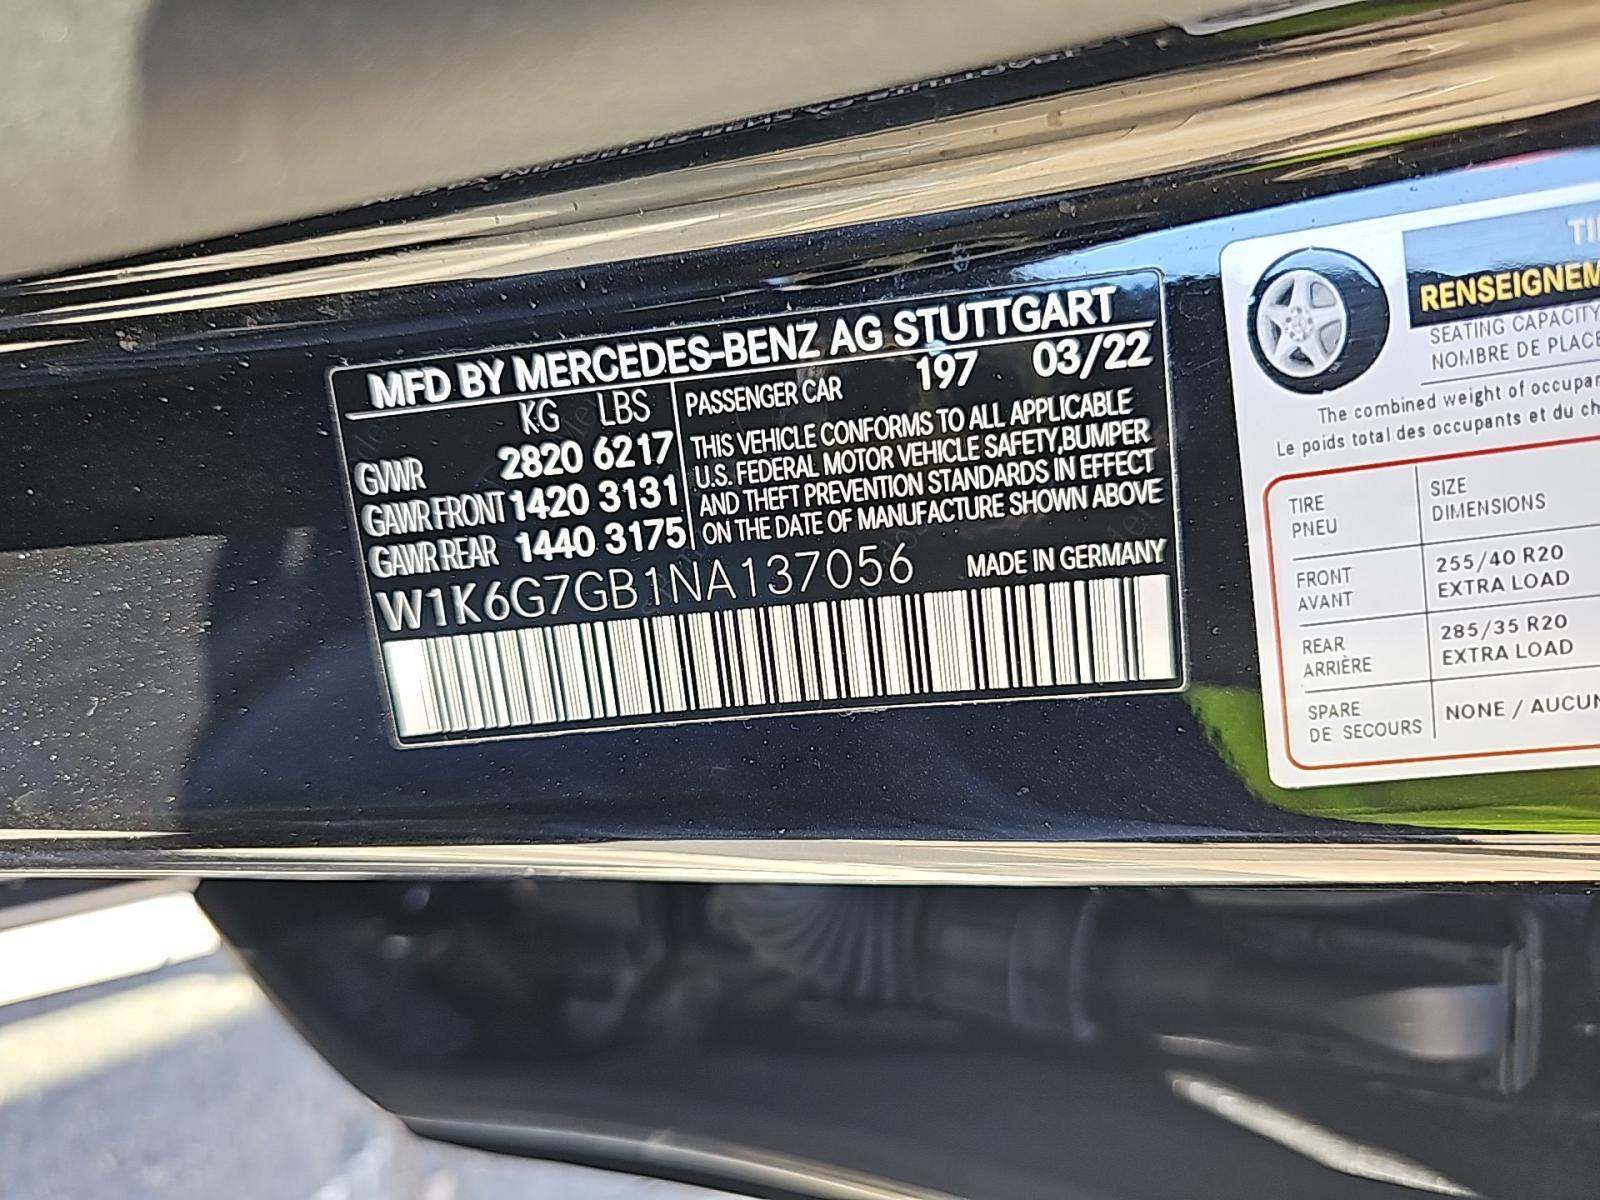 MFD BY MERCEDES-BENZ AG STUTTGART
KG LBS
GVWR 2820 6217
GAWR FRONT 1420 3131
GAWR REAR 1440 3175
PASSENGER CAR 197 03/22
THIS VEHICLE CONFORMS TO ALL APPLICABLE
U.S. FEDERAL MOTOR VEHICLE SAFETY, BUMPER
AND THEFT PREVENTION STANDARDS IN EFFECT
ON THE DATE OF MANUFACTURE SHOWN ABOVE
W1K6G7GB1NA137056 MADE IN GERMANY
TI
RENSEIGNEM
SEATING CAPACITY
NOMBRE DE PLACE
The combined weight of occupan
Le poids total des occupants et du ch
TIRE SIZE
PNEU DIMENSIONS
FRONT 255/40 R20
AVANT EXTRA LOAD
REAR 285/35 R20
ARRIÈRE EXTRA LOAD
SPARE NONE / AUCUN
DE SECOURS